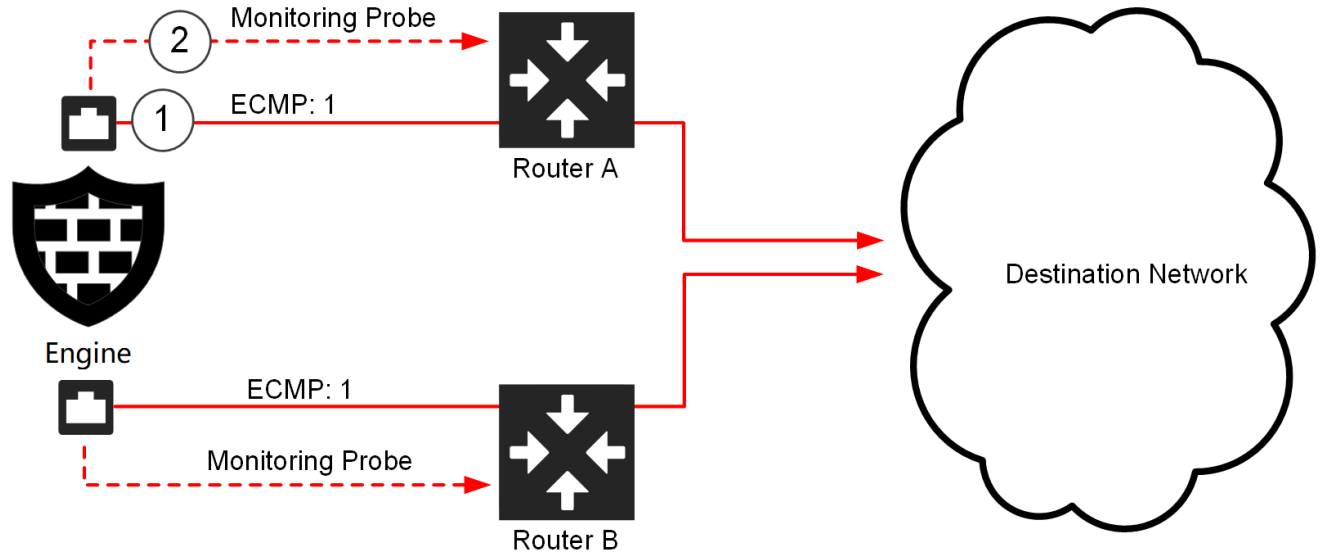 2
Monitoring Probe
1
ECMP: 1
Router A
Destination Network
Engine
ECMP: 1
Monitoring Probe
Router B